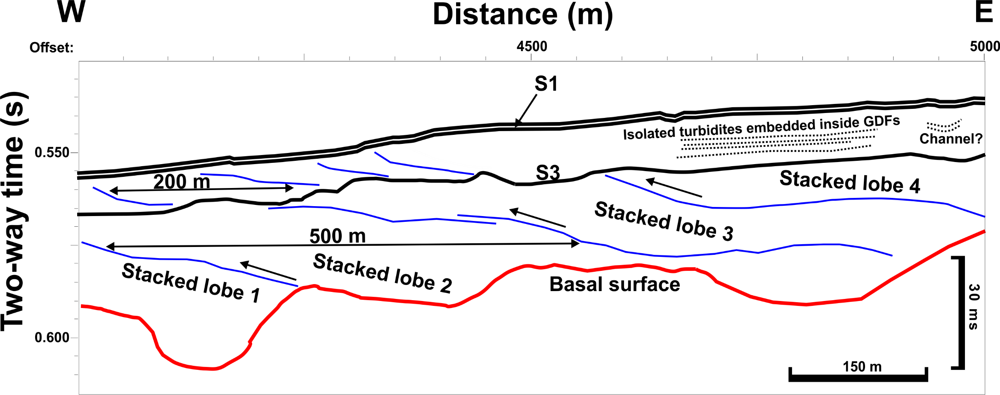 W
Distance (m)
E
Offset:
4500
5000
Two-way time (s)
0.550
0.600
S1
Isolated turbidites embedded inside GDFs
Channel?
200 m
S3
Stacked lobe 4
Stacked lobe 3
500 m
Stacked lobe 2
Stacked lobe 1
Basal surface
30 ms
150 m